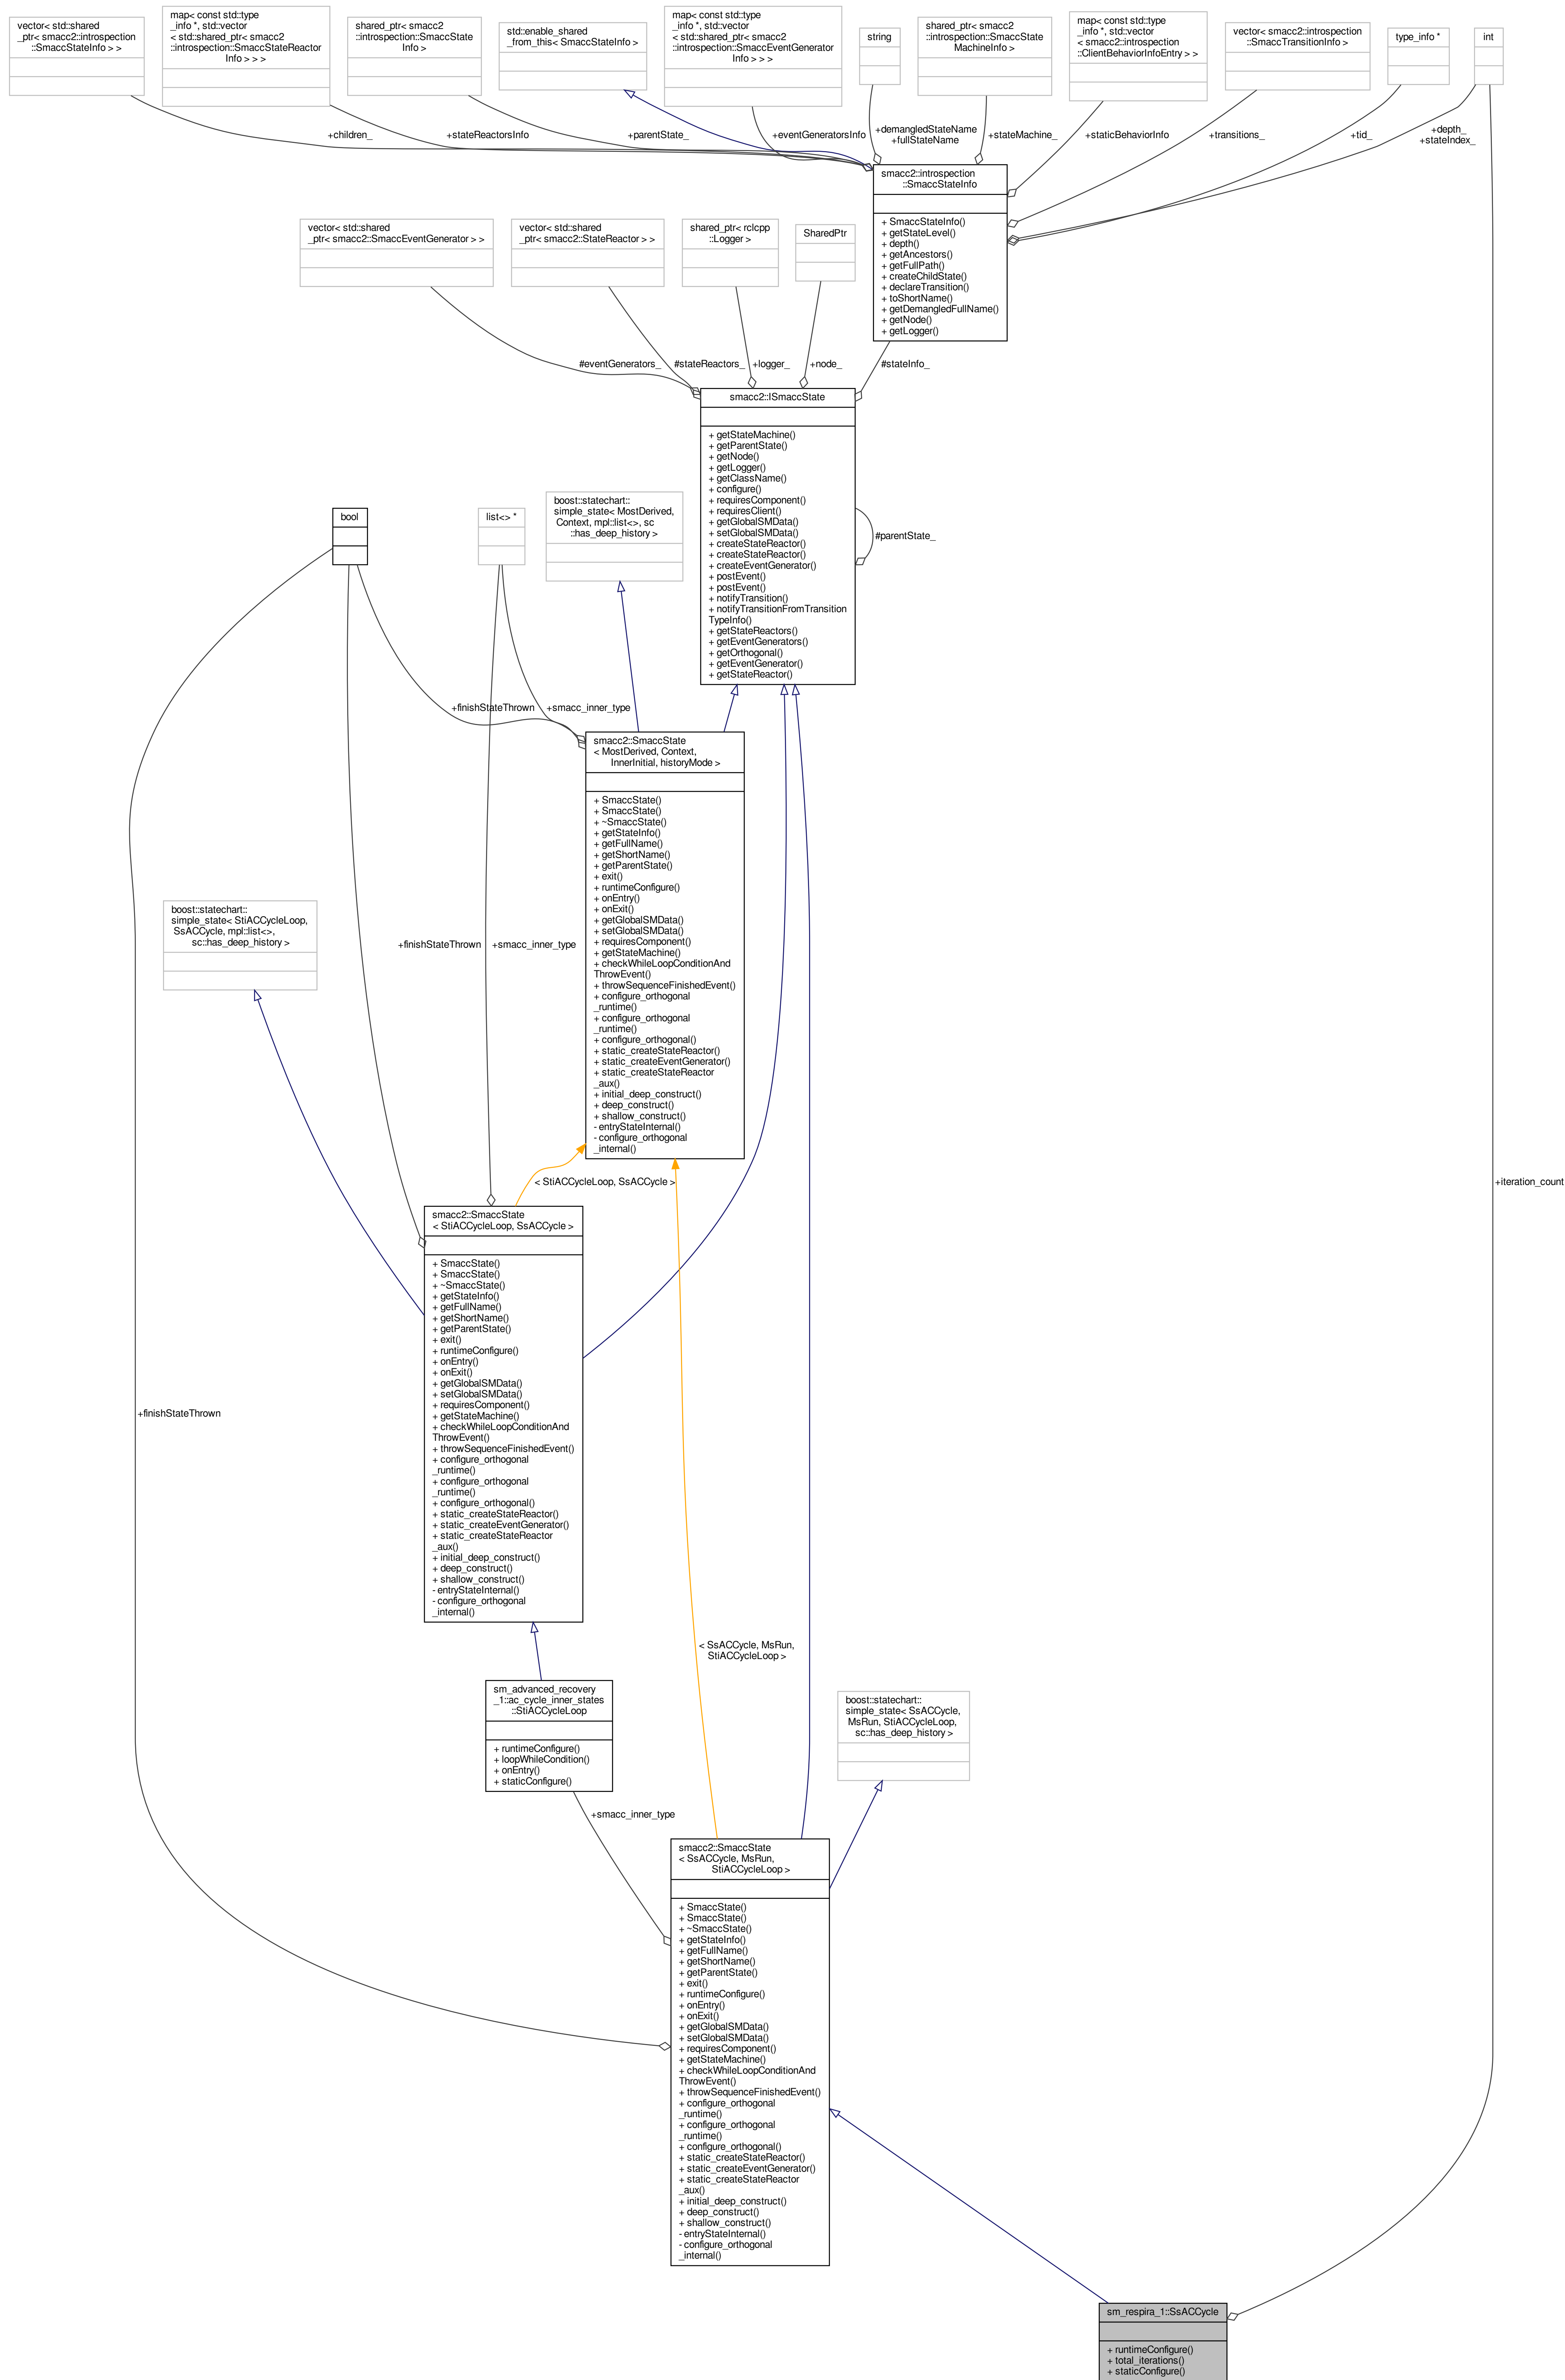 vector< std::shared
_ptr< smacc2::introspection
::SmaccStateInfo > >
map< const std::type
_info *, std::vector
< std::shared_ptr< smacc2
::introspection::SmaccStateReactor
Info > > >
shared_ptr< smacc2
::introspection::SmaccState
Info >
std::enable_shared
_from_this< SmaccStateInfo >
map< const std::type
_info *, std::vector
< std::shared_ptr< smacc2
::introspection::SmaccEventGenerator
Info > > >
string
shared_ptr< smacc2
::introspection::SmaccState
MachineInfo >
map< const std::type
_info *, std::vector
< smacc2::introspection
::ClientBehaviorInfoEntry > >
vector< smacc2::introspection
::SmaccTransitionInfo >
type_info *
int
+children_
+stateReactorsInfo
+parentState_
+eventGeneratorsInfo
+demangledStateName
+fullStateName
+stateMachine_
+staticBehaviorInfo
+transitions_
+tid_
+depth_
+stateIndex_
smacc2::introspection
::SmaccStateInfo
+ SmaccStateInfo()
+ getStateLevel()
+ depth()
+ getAncestors()
+ getFullPath()
+ createChildState()
+ declareTransition()
+ toShortName()
+ getDemangledFullName()
+ getNode()
+ getLogger()
vector< std::shared
_ptr< smacc2::SmaccEventGenerator > >
vector< std::shared
_ptr< smacc2::StateReactor > >
shared_ptr< rclcpp
::Logger >
SharedPtr
#eventGenerators_
#stateReactors_
+logger_
+node_
#stateInfo_
smacc2::ISmaccState
+ getStateMachine()
+ getParentState()
+ getNode()
+ getLogger()
+ getClassName()
+ configure()
+ requiresComponent()
+ requiresClient()
+ getGlobalSMData()
+ setGlobalSMData()
+ createStateReactor()
+ createStateReactor()
+ createEventGenerator()
+ postEvent()
+ postEvent()
+ notifyTransition()
+ notifyTransitionFromTransition
TypeInfo()
+ getStateReactors()
+ getEventGenerators()
+ getOrthogonal()
+ getEventGenerator()
+ getStateReactor()
#parentState_
bool
list<> *
boost::statechart::
simple_state< MostDerived,
Context, mpl::list<>, sc
::has_deep_history >
+finishStateThrown
+smacc_inner_type
smacc2::SmaccState
< MostDerived, Context,
InnerInitial, historyMode >
+ SmaccState()
+ SmaccState()
+ ~SmaccState()
+ getStateInfo()
+ getFullName()
+ getShortName()
+ getParentState()
+ exit()
+ runtimeConfigure()
+ onEntry()
+ onExit()
+ getGlobalSMData()
+ setGlobalSMData()
+ requiresComponent()
+ getStateMachine()
+ checkWhileLoopConditionAnd
ThrowEvent()
+ throwSequenceFinishedEvent()
+ configure_orthogonal
_runtime()
+ configure_orthogonal
_runtime()
+ configure_orthogonal()
+ static_createStateReactor()
+ static_createEventGenerator()
+ static_createStateReactor
_aux()
+ initial_deep_construct()
+ deep_construct()
+ shallow_construct()
- entryStateInternal()
- configure_orthogonal
_internal()
boost::statechart::
simple_state< StiACCycleLoop,
SsACCycle, mpl::list<>,
sc::has_deep_history >
+finishStateThrown
+smacc_inner_type
< StiACCycleLoop, SsACCycle >
+iteration_count
smacc2::SmaccState
< StiACCycleLoop, SsACCycle >
+ SmaccState()
+ SmaccState()
+ ~SmaccState()
+ getStateInfo()
+ getFullName()
+ getShortName()
+ getParentState()
+ exit()
+ runtimeConfigure()
+ onEntry()
+ onExit()
+ getGlobalSMData()
+ setGlobalSMData()
+ requiresComponent()
+ getStateMachine()
+ checkWhileLoopConditionAnd
ThrowEvent()
+ throwSequenceFinishedEvent()
+ configure_orthogonal
_runtime()
+ configure_orthogonal
_runtime()
+ configure_orthogonal()
+ static_createStateReactor()
+ static_createEventGenerator()
+ static_createStateReactor
_aux()
+ initial_deep_construct()
+ deep_construct()
+ shallow_construct()
- entryStateInternal()
- configure_orthogonal
_internal()
+finishStateThrown
< SsACCycle, MsRun,
StiACCycleLoop >
sm_advanced_recovery
_1::ac_cycle_inner_states
::StiACCycleLoop
+ runtimeConfigure()
+ loopWhileCondition()
+ onEntry()
+ staticConfigure()
boost::statechart::
simple_state< SsACCycle,
MsRun, StiACCycleLoop,
sc::has_deep_history >
+smacc_inner_type
smacc2::SmaccState
< SsACCycle, MsRun,
StiACCycleLoop >
+ SmaccState()
+ SmaccState()
+ ~SmaccState()
+ getStateInfo()
+ getFullName()
+ getShortName()
+ getParentState()
+ exit()
+ runtimeConfigure()
+ onEntry()
+ onExit()
+ getGlobalSMData()
+ setGlobalSMData()
+ requiresComponent()
+ getStateMachine()
+ checkWhileLoopConditionAnd
ThrowEvent()
+ throwSequenceFinishedEvent()
+ configure_orthogonal
_runtime()
+ configure_orthogonal
_runtime()
+ configure_orthogonal()
+ static_createStateReactor()
+ static_createEventGenerator()
+ static_createStateReactor
_aux()
+ initial_deep_construct()
+ deep_construct()
+ shallow_construct()
- entryStateInternal()
- configure_orthogonal
_internal()
sm_respira_1::SsACCycle
+ runtimeConfigure()
+ total_iterations()
+ staticConfigure()